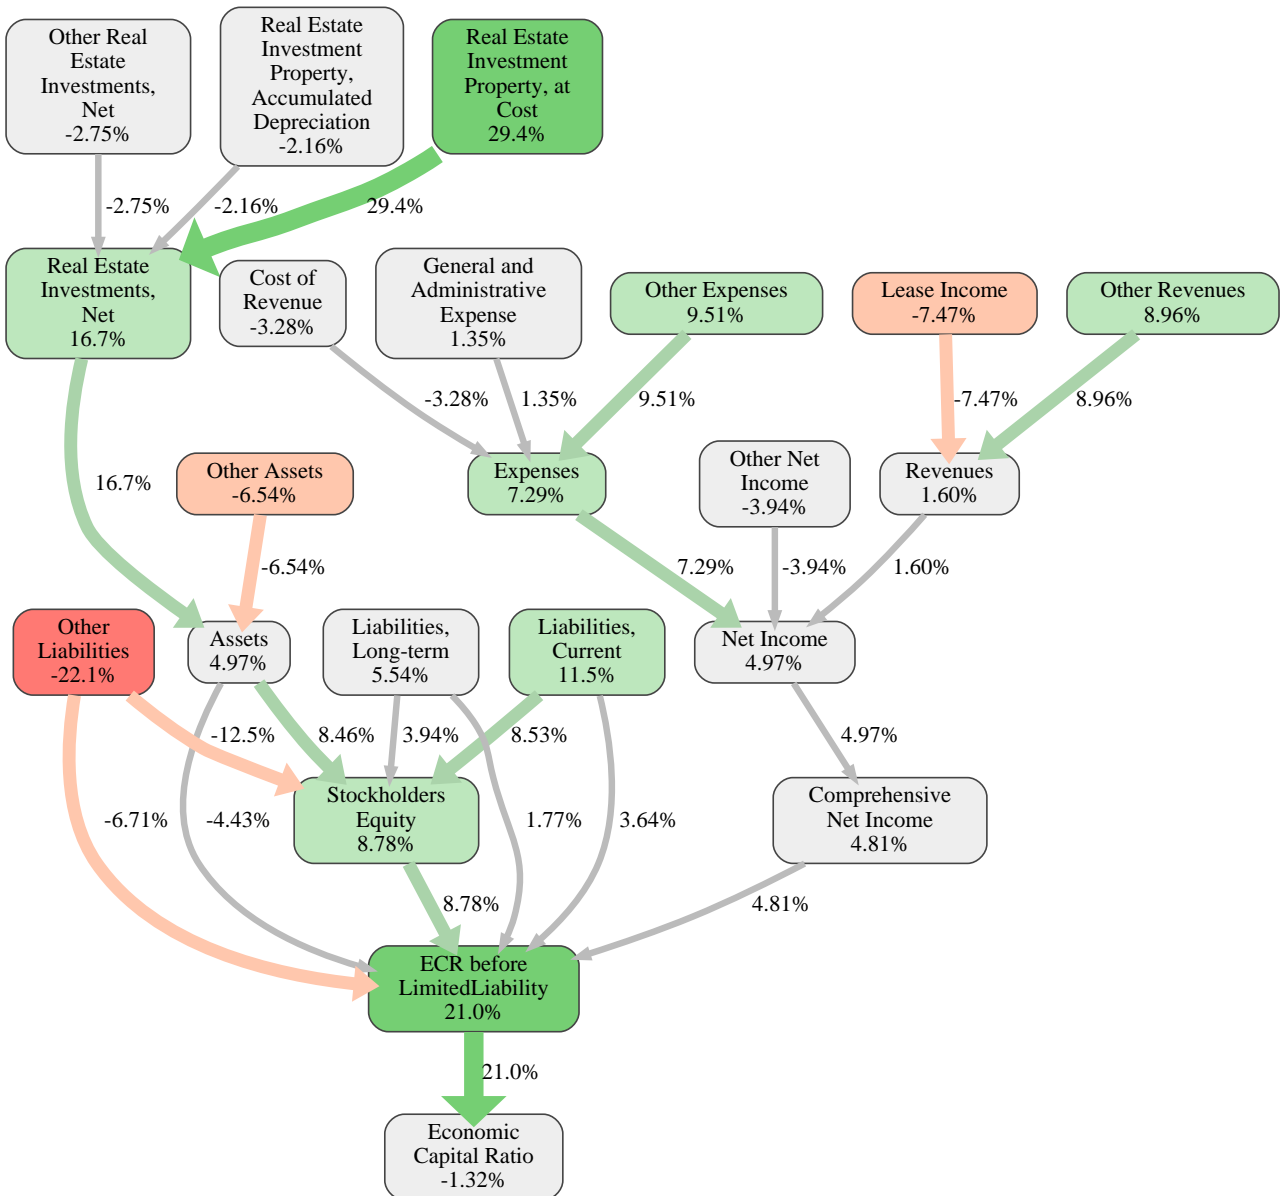 Other Real
Estate
Investments,
Net
-2.75%
Real Estate
Investment
Property,
Accumulated
Depreciation
-2.16%
Real Estate
Investment
Property, at
Cost
29.4%
-2.75%
-2.16%
29.4%
Real Estate
Investments,
Net
16.7%
Cost of
Revenue
-3.28%
General and
Administrative
Expense
1.35%
Other Expenses
9.51%
Lease Income
-7.47%
Other Revenues
8.96%
-3.28%
1.35%
9.51%
-7.47%
8.96%
16.7%
Other Assets
-6.54%
Expenses
7.29%
Other Net
Income
-3.94%
Revenues
1.60%
-6.54%
7.29%
-3.94%
1.60%
Other
Liabilities
-22.1%
Assets
4.97%
Liabilities,
Long-term
5.54%
Liabilities,
Current
11.5%
Net Income
4.97%
-12.5%
8.46%
3.94%
8.53%
4.97%
-6.71%
-4.43%
Stockholders
Equity
8.78%
1.77%
3.64%
Comprehensive
Net Income
4.81%
8.78%
4.81%
ECR before
LimitedLiability
21.0%
21.0%
Economic
Capital Ratio
-1.32%